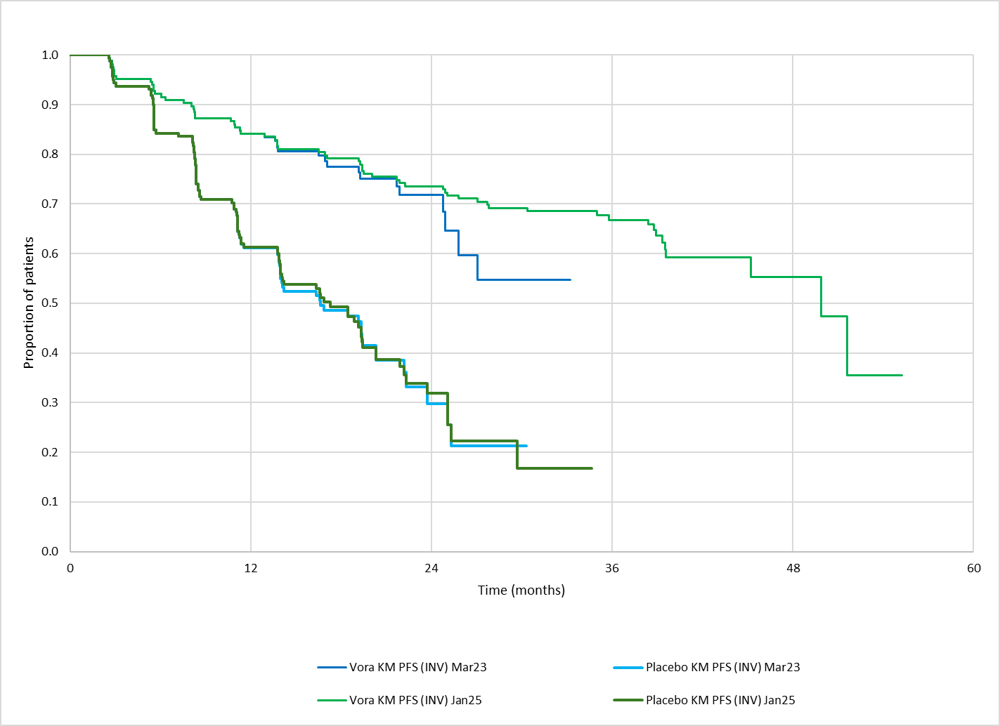 1.0
0.9
0.8
0.7
0.6
0.5
0.4
0.3
0.2
0.1
0.0
Proportion of patients
0 12 24 36 48 60
Time (months)
Vora KM PFS (INV) Mar23 Placebo KM PFS (INV) Mar23
Vora KM PFS (INV) Jan25 Placebo KM PFS (INV) Jan25